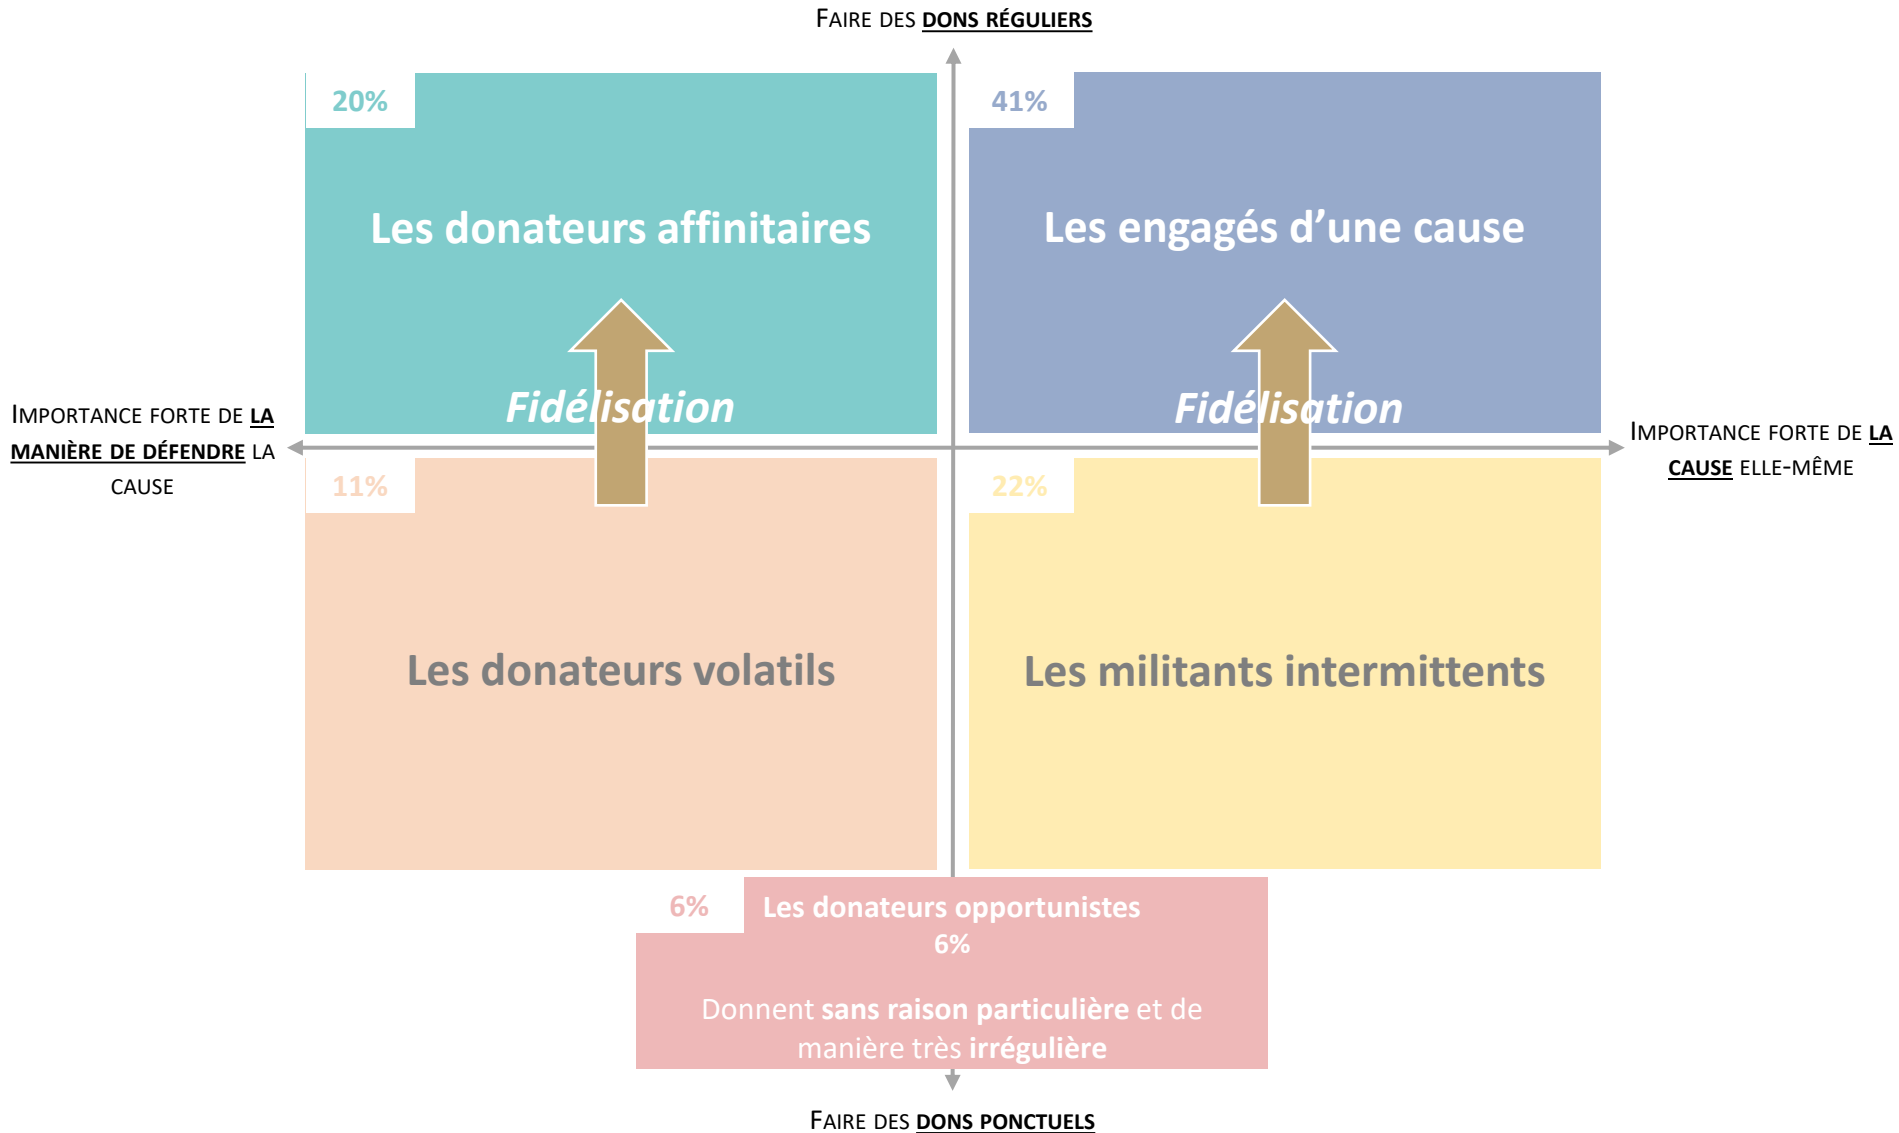 FAIRE DES DONS RÉGULIERS
20%
41%
Les donateurs affinitaires
Les engagés d’une cause
Fidélisation
Fidélisation
IMPORTANCE FORTE DE LA
MANIÈRE DE DÉFENDRE LA
CAUSE
IMPORTANCE FORTE DE LA
CAUSE ELLE-MÊME
11%
22%
Les donateurs volatils
Les militants intermittents
6%
Les donateurs opportunistes
6%
Donnent sans raison particulière et de
manière très irrégulière
FAIRE DES DONS PONCTUELS